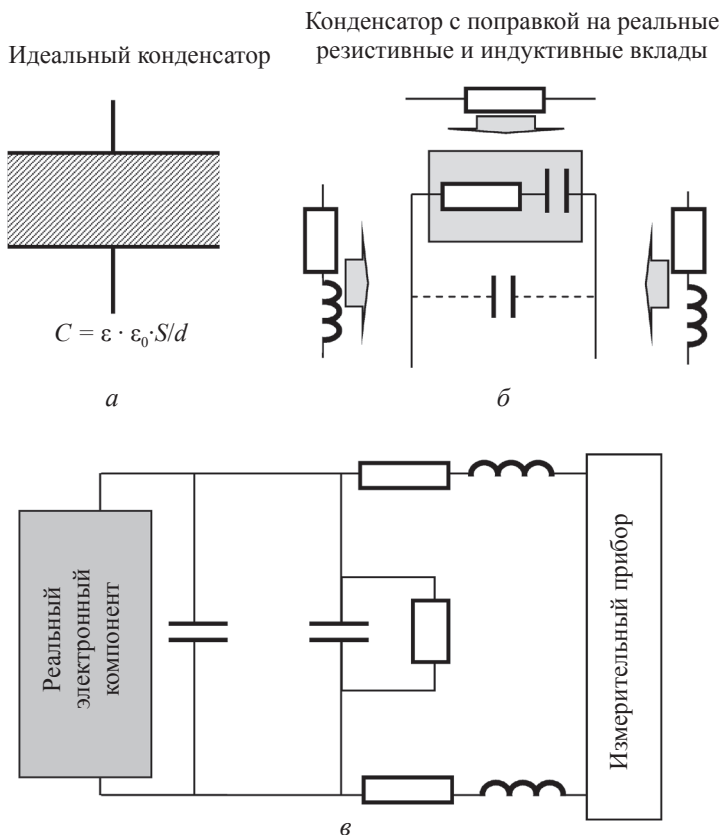 Идеальный конденсатор
Конденсатор с поправкой на реальные
резистивные и индуктивные вклады
C = ε · ε₀·S/d
а
б
Реальный
электронный
компонент
Измерительный прибор
в